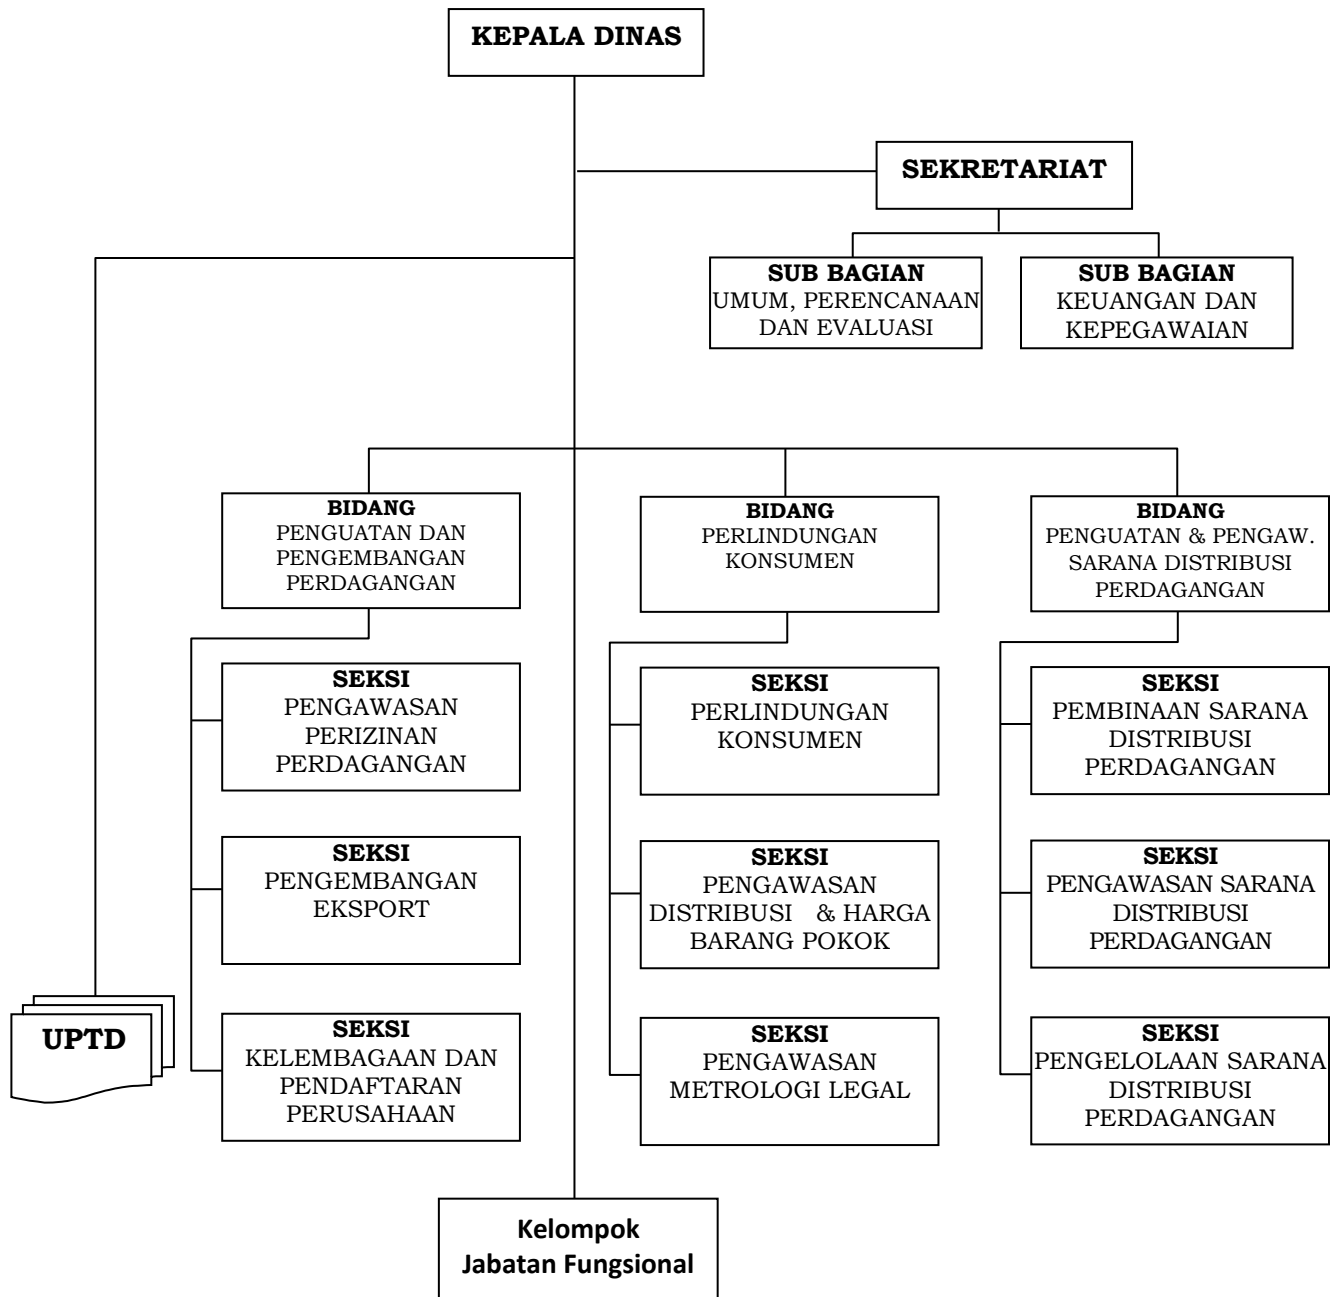 KEPALA DINAS
SEKRETARIAT
SUB BAGIAN
UMUM, PERENCANAAN
DAN EVALUASI
SUB BAGIAN
KEUANGAN DAN
KEPEGAWAIAN
BIDANG
PENGUATAN DAN
PENGEMBANGAN
PERDAGANGAN
BIDANG
PERLINDUNGAN
KONSUMEN
BIDANG
PENGUATAN & PENGAW.
SARANA DISTRIBUSI
PERDAGANGAN
SEKSI
PENGAWASAN
PERIZINAN
PERDAGANGAN
SEKSI
PERLINDUNGAN
KONSUMEN
SEKSI
PEMBINAAN SARANA
DISTRIBUSI
PERDAGANGAN
SEKSI
PENGEMBANGAN
EKSPORT
SEKSI
PENGAWASAN
DISTRIBUSI & HARGA
BARANG POKOK
SEKSI
PENGAWASAN SARANA
DISTRIBUSI
PERDAGANGAN
UPTD
SEKSI
KELEMBAGAAN DAN
PENDAFTARAN
PERUSAHAAN
SEKSI
PENGAWASAN
METROLOGI LEGAL
SEKSI
PENGELOLAAN SARANA
DISTRIBUSI
PERDAGANGAN
Kelompok
Jabatan Fungsional